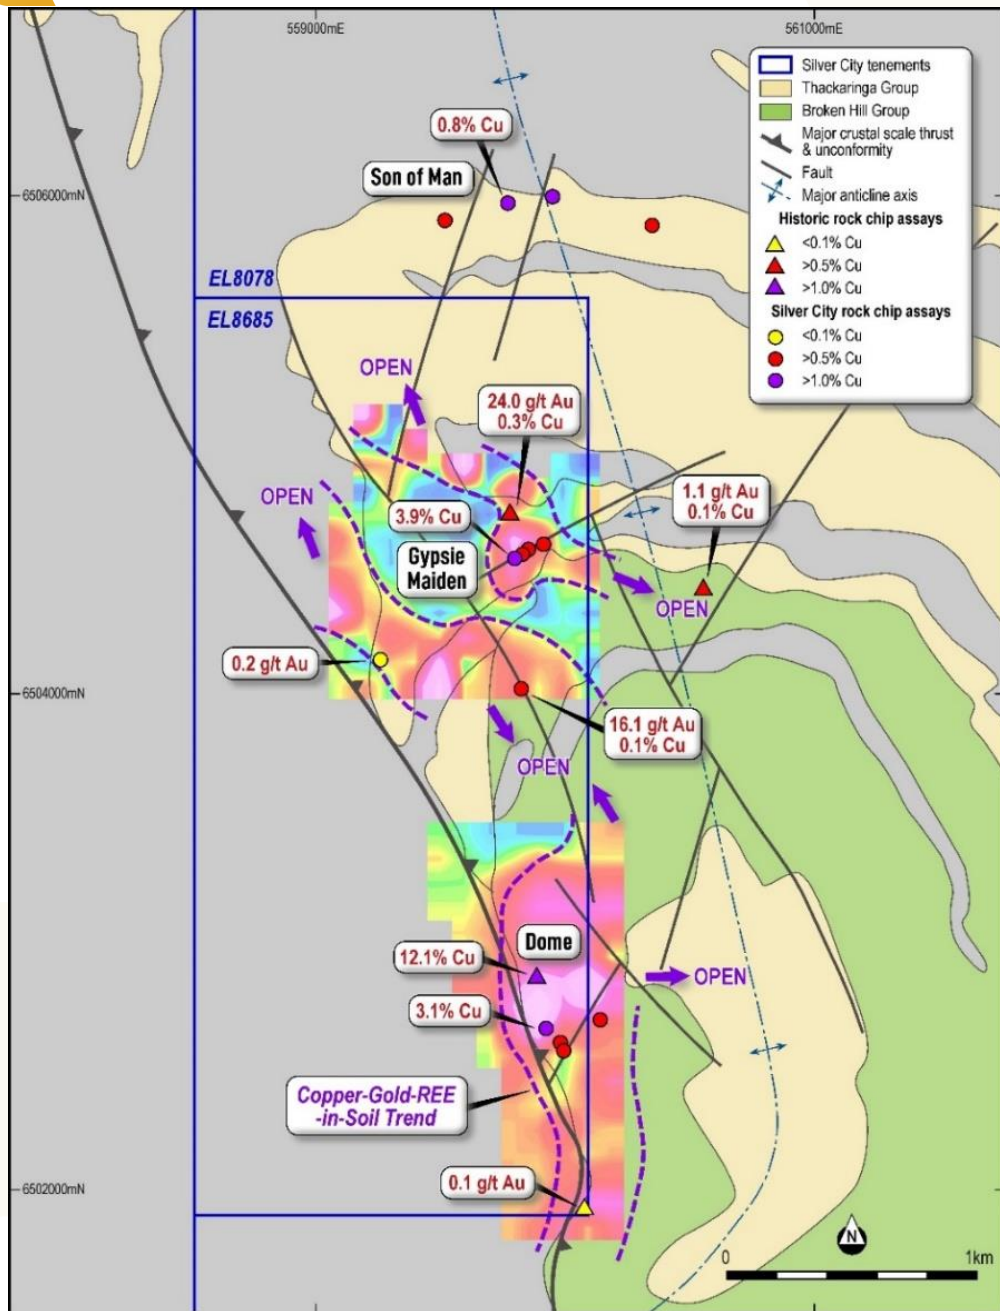 559000mE
561000mE
Silver City tenements
Thackaringa Group
Broken Hill Group
Major crustal scale thrust
& unconformity
Fault
Major anticline axis
Historic rock chip assays
<0.1% Cu
>0.5% Cu
>1.0% Cu
Silver City rock chip assays
<0.1% Cu
>0.5% Cu
>1.0% Cu
0.8% Cu
Son of Man
6506000mN
EL8078
EL8685
OPEN
24.0 g/t Au
0.3% Cu
OPEN
1.1 g/t Au
0.1% Cu
3.9% Cu
Gypsie
Maiden
OPEN
0.2 g/t Au
6504000mN
16.1 g/t Au
0.1% Cu
OPEN
Dome
12.1% Cu
OPEN
3.1% Cu
Copper-Gold-REE
-in-Soil Trend
0.1 g/t Au
6502000mN
N
0
1km